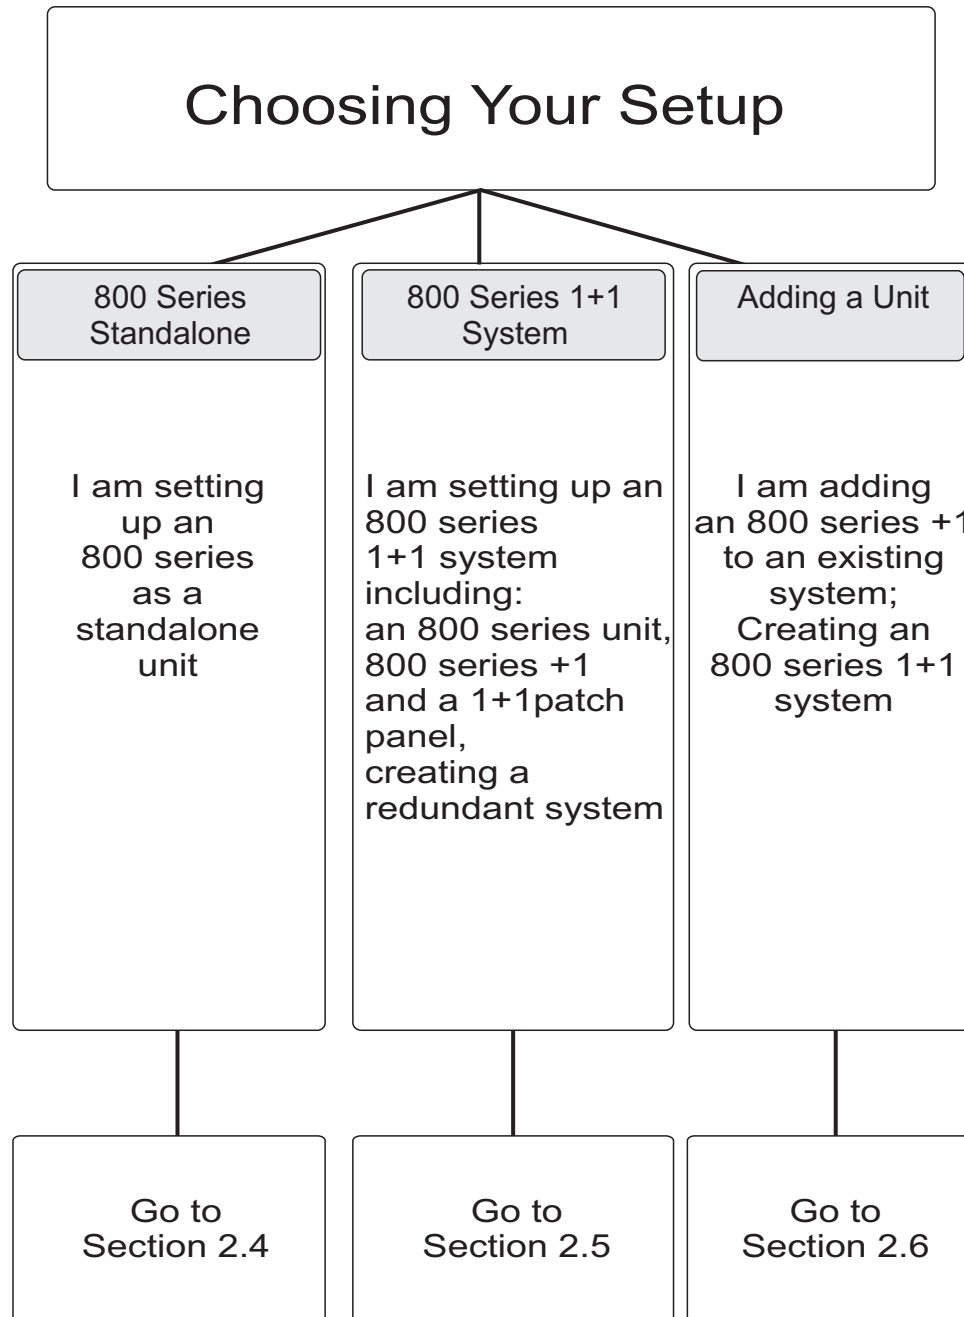 Choosing Your Setup
800 Series
Standalone
I am setting
up an
800 series
as a
standalone
unit
Go to
Section 2.4
800 Series 1+1
System
I am setting up an
800 series
1+1 system
including:
an 800 series unit,
800 series +1
and a 1+1patch
panel,
creating a
redundant system
Go to
Section 2.5
Adding a Unit
I am adding
an 800 series +1
to an existing
system;
Creating an
800 series 1+1
system
Go to
Section 2.6